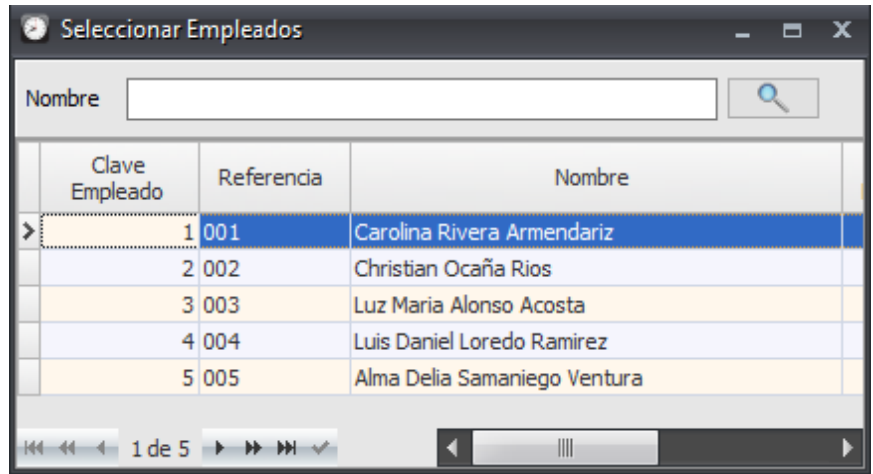 Seleccionar Empleados
Nombre
Clave Empleado Referencia Nombre
1 001 Carolina Rivera Armendariz
2 002 Christian Ocaña Rios
3 003 Luz Maria Alonso Acosta
4 004 Luis Daniel Loredo Ramirez
5 005 Alma Delia Samaniego Ventura
1 de 5